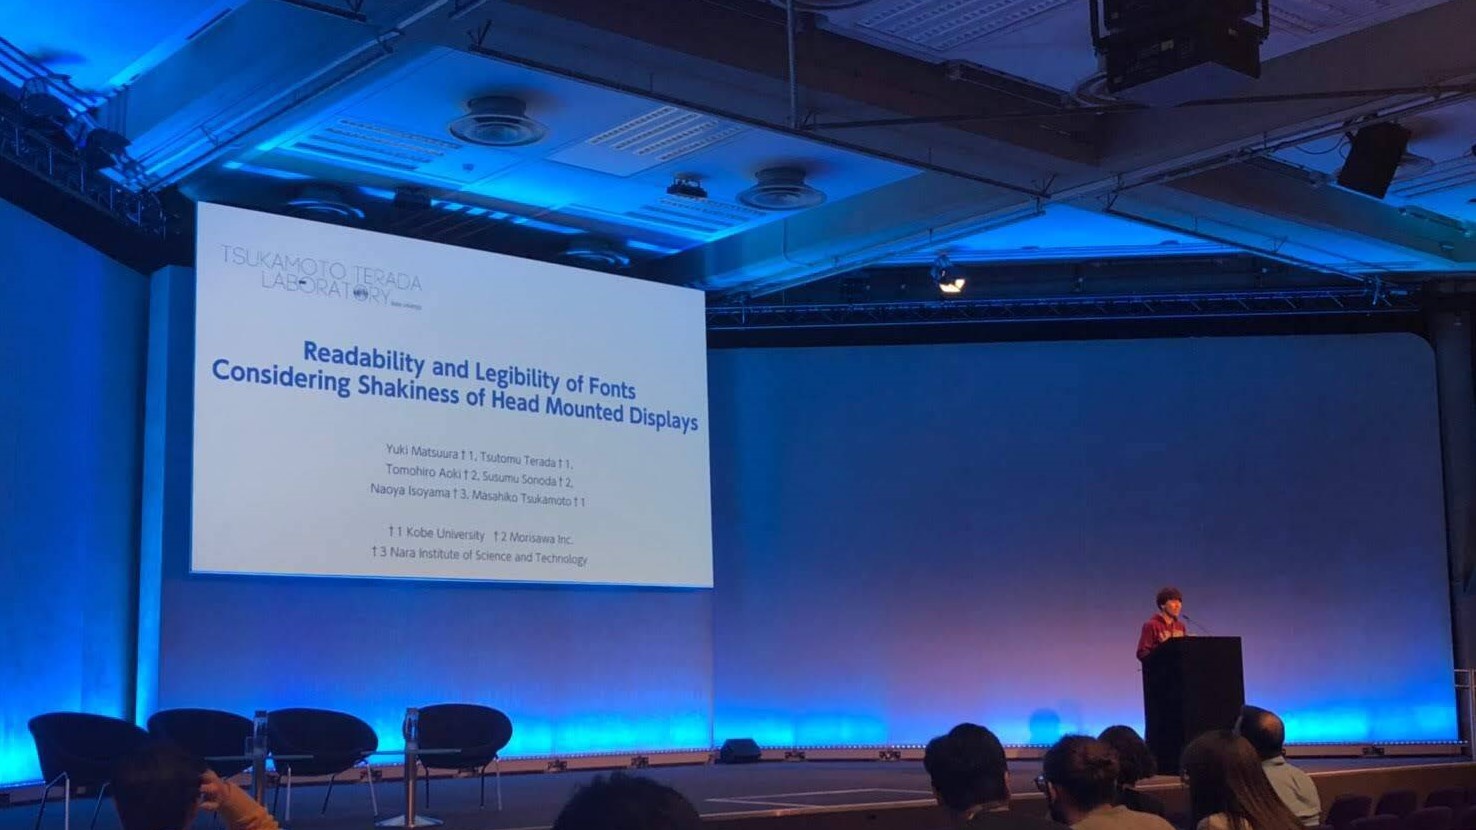 TSUKAMOTO TERADA
LABORATORY
Readability and Legibility of Fonts
Considering Shakiness of Head Mounted Displays
Yuki Matsuura†1, Tsutomu Terada†1,
Tomohiro Aoki†2, Susumu Sonoda†2,
Naoya Isoyama†3, Masahiko Tsukamoto†1
†1 Kobe University †2 Morisawa Inc.
†3 Nara Institute of Science and Technology